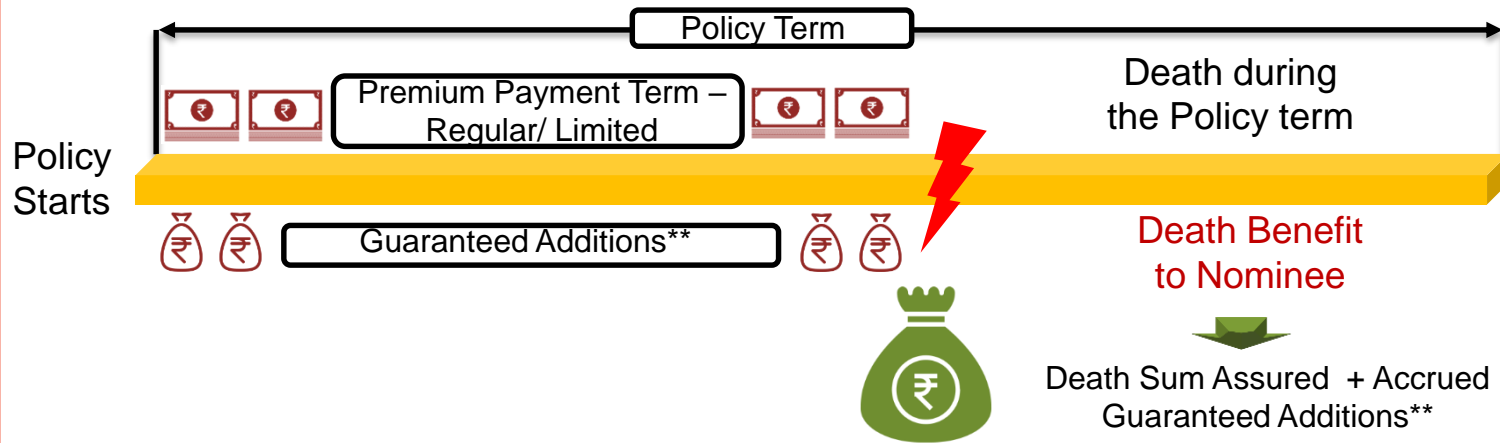 Policy Term
Premium Payment Term –
Regular/ Limited
Death during
the Policy term
Policy
Starts
Guaranteed Additions**
Death Benefit
to Nominee
Death Sum Assured + Accrued
Guaranteed Additions**